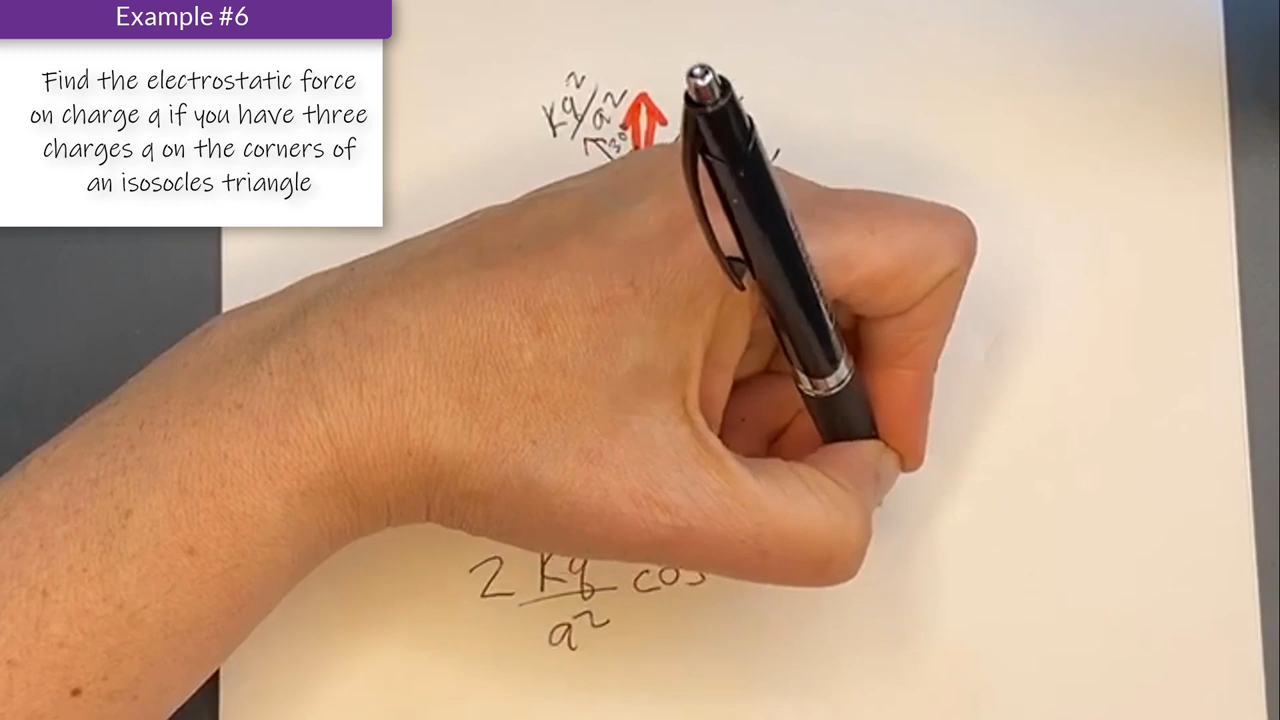 Example #6
Find the electrostatic force
on charge q if you have three
charges q on the corners of
an isosocles triangle
Kq²/a²
30°
2 Kq
cos
a²